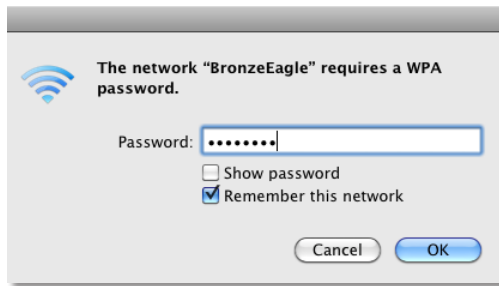 The network “BronzeEagle” requires a WPA
password.
Password: ••••••••
Show password
Remember this network
Cancel OK